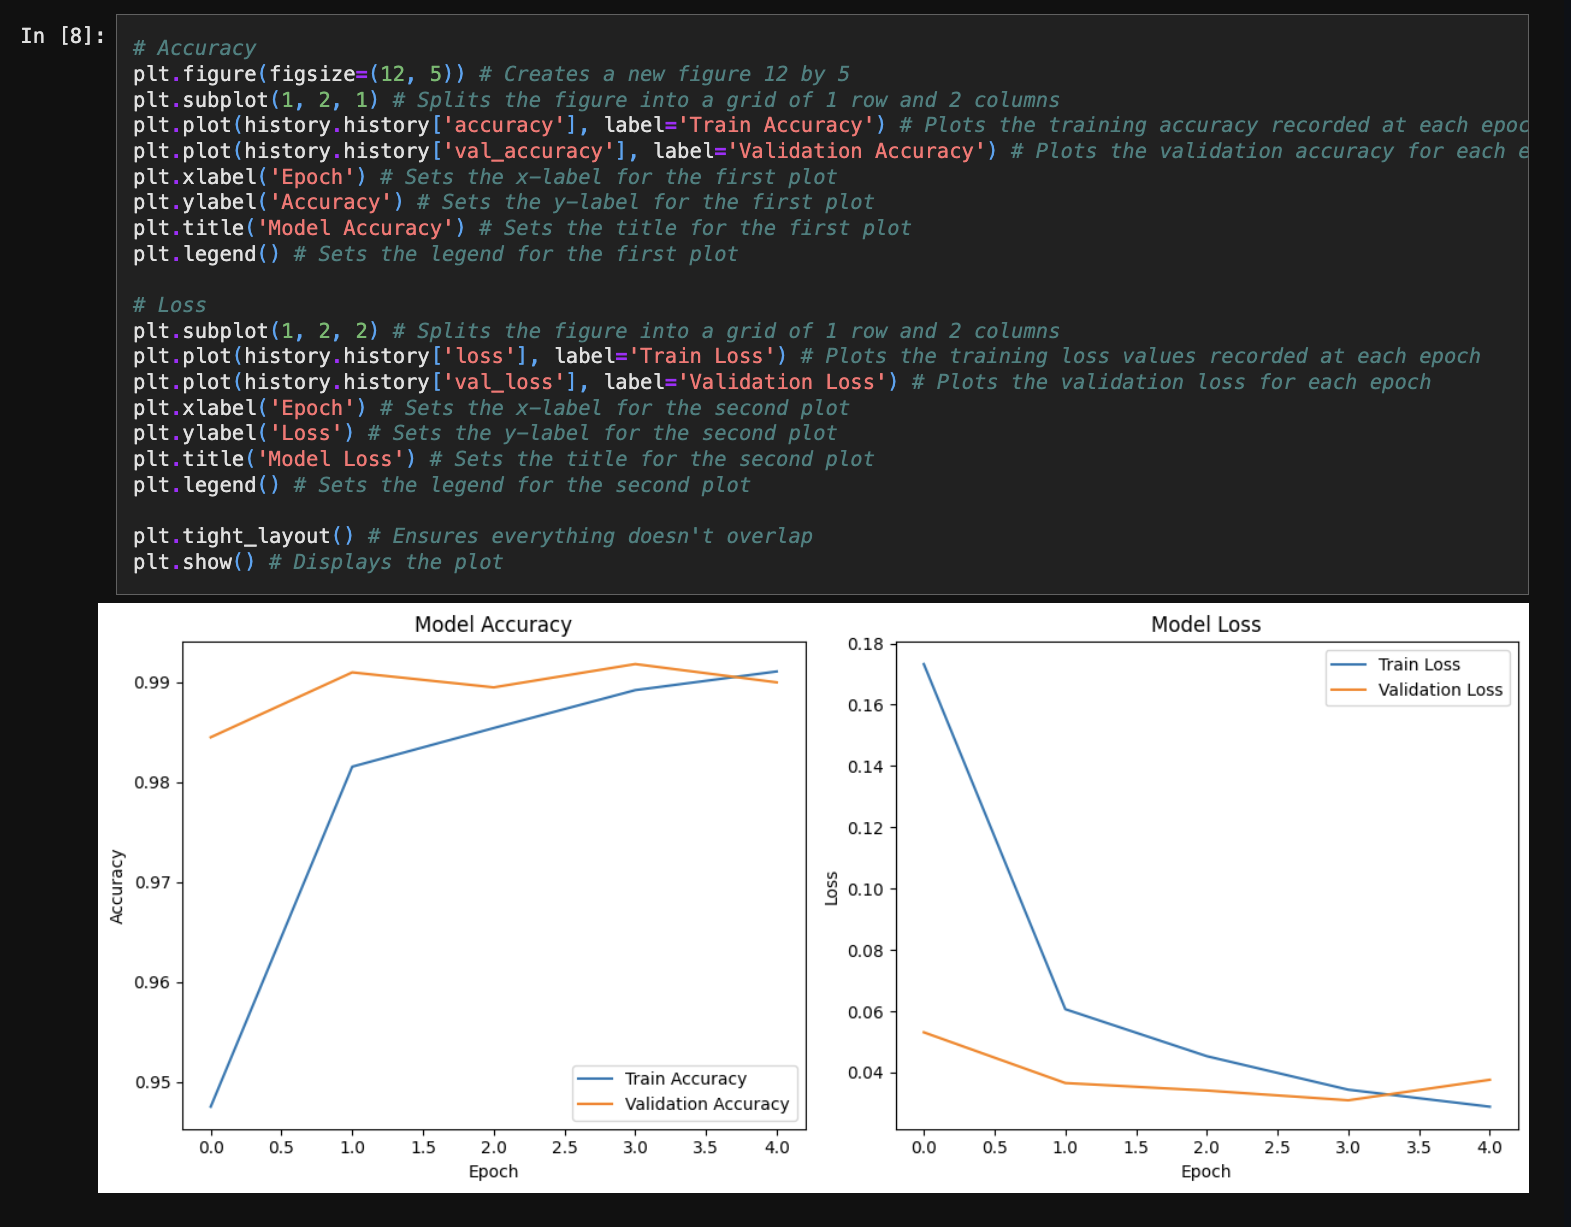 In [8]:
# Accuracy
plt.figure(figsize=(12, 5)) # Creates a new figure 12 by 5
plt.subplot(1, 2, 1) # Splits the figure into a grid of 1 row and 2 columns
plt.plot(history.history['accuracy'], label='Train Accuracy') # Plots the training accuracy recorded at each epoc
plt.plot(history.history['val_accuracy'], label='Validation Accuracy') # Plots the validation accuracy for each e
plt.xlabel('Epoch') # Sets the x-label for the first plot
plt.ylabel('Accuracy') # Sets the y-label for the first plot
plt.title('Model Accuracy') # Sets the title for the first plot
plt.legend() # Sets the legend for the first plot
# Loss
plt.subplot(1, 2, 2) # Splits the figure into a grid of 1 row and 2 columns
plt.plot(history.history['loss'], label='Train Loss') # Plots the training loss values recorded at each epoch
plt.plot(history.history['val_loss'], label='Validation Loss') # Plots the validation loss for each epoch
plt.xlabel('Epoch') # Sets the x-label for the second plot
plt.ylabel('Loss') # Sets the y-label for the second plot
plt.title('Model Loss') # Sets the title for the second plot
plt.legend() # Sets the legend for the second plot
plt.tight_layout() # Ensures everything doesn't overlap
plt.show() # Displays the plot
Model Accuracy
0.99
0.98
0.97
0.96
0.95
Accuracy
Train Accuracy
Validation Accuracy
0.0 0.5 1.0 1.5 2.0 2.5 3.0 3.5 4.0
Epoch
Model Loss
0.18
0.16
0.14
0.12
0.10
0.08
0.06
0.04
Loss
Train Loss
Validation Loss
0.0 0.5 1.0 1.5 2.0 2.5 3.0 3.5 4.0
Epoch